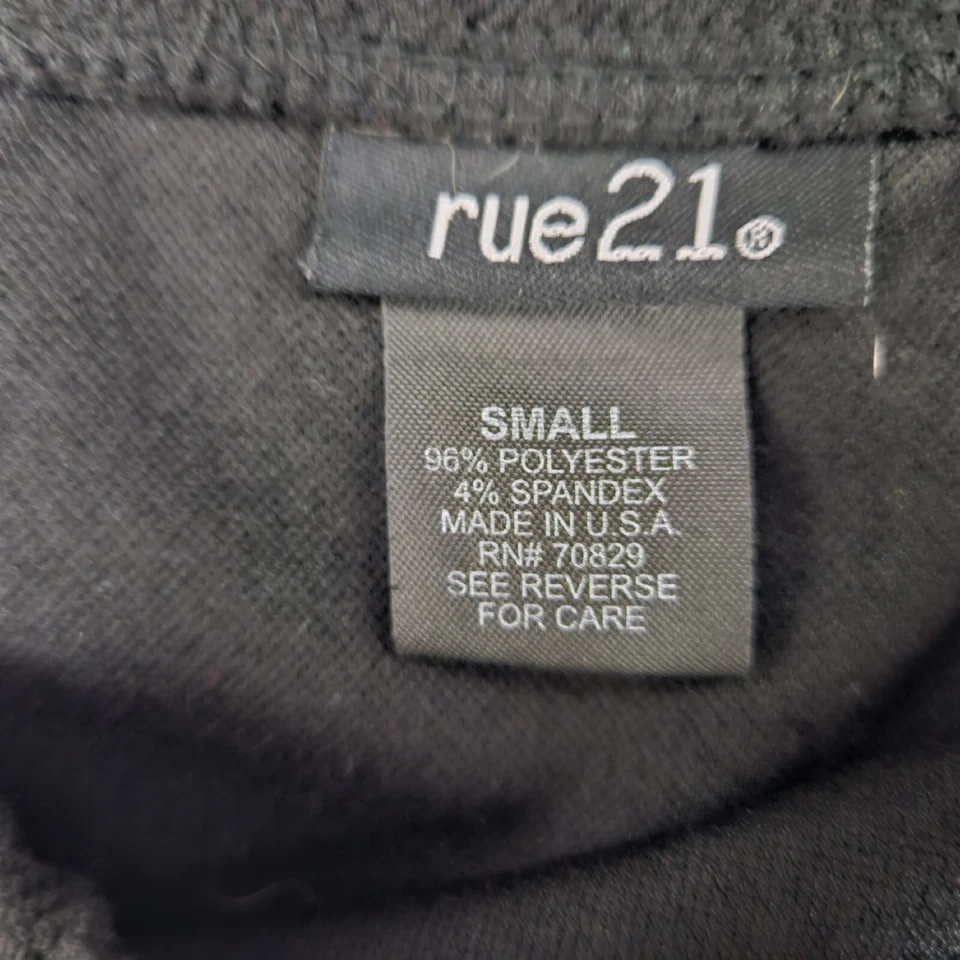 rue21®
SMALL
96% POLYESTER
4% SPANDEX
MADE IN U.S.A.
RN# 70829
SEE REVERSE
FOR CARE